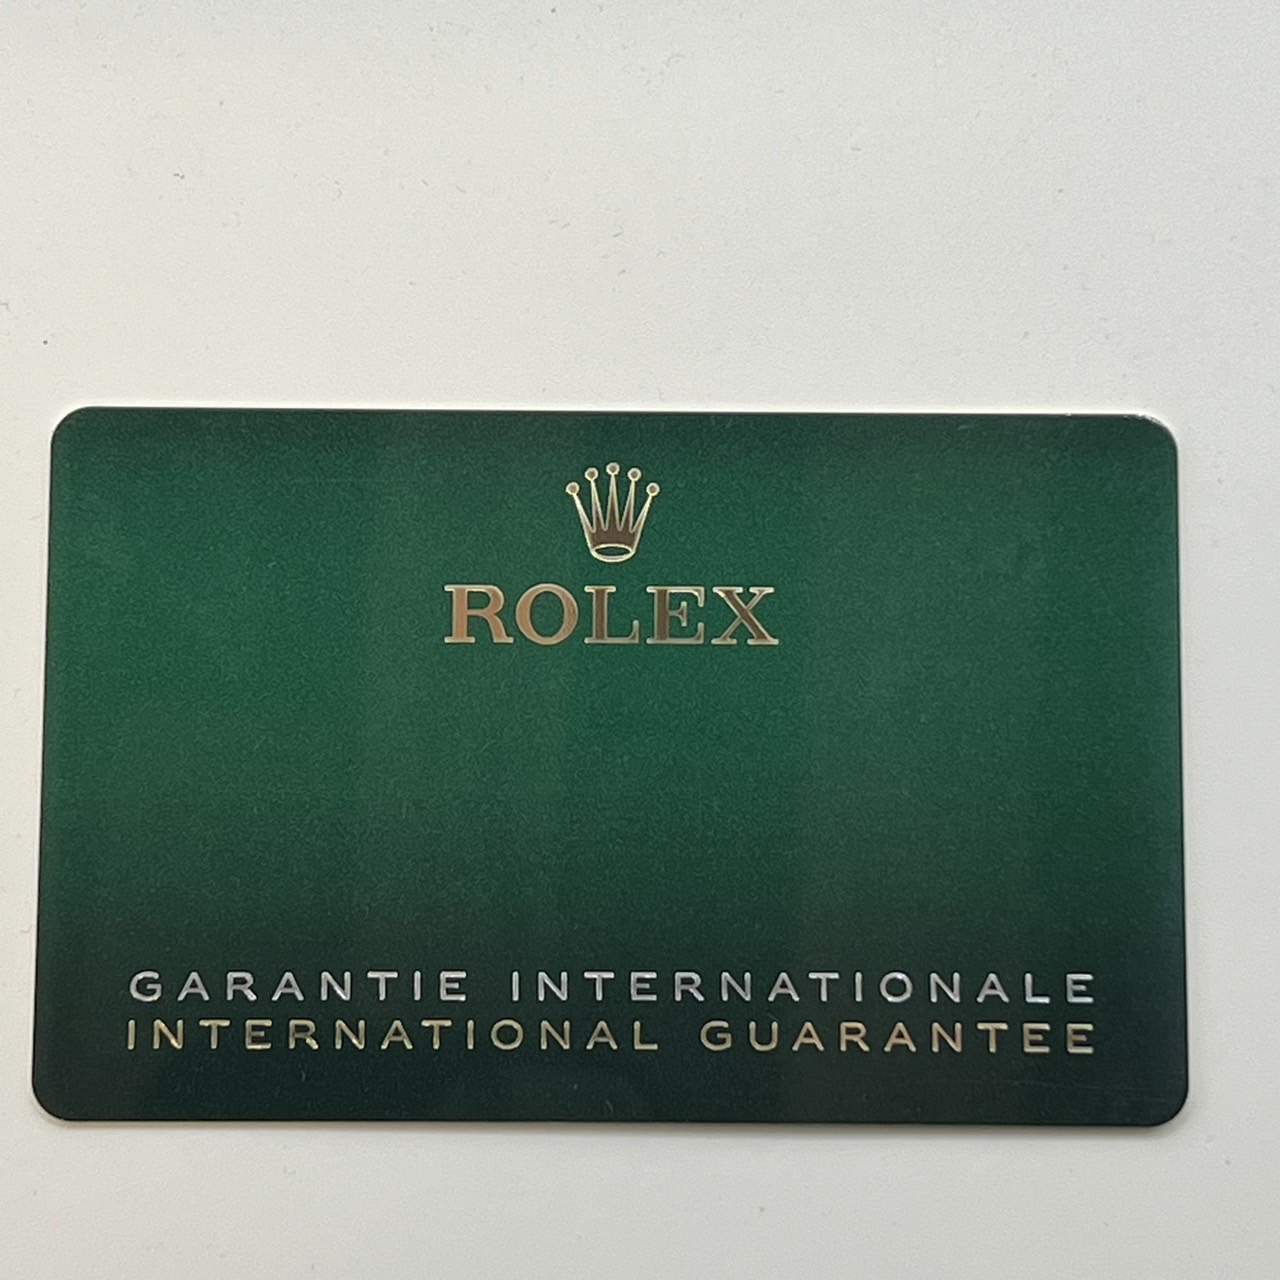 ROLEX
GARANTIE INTERNATIONALE
INTERNATIONAL GUARANTEE